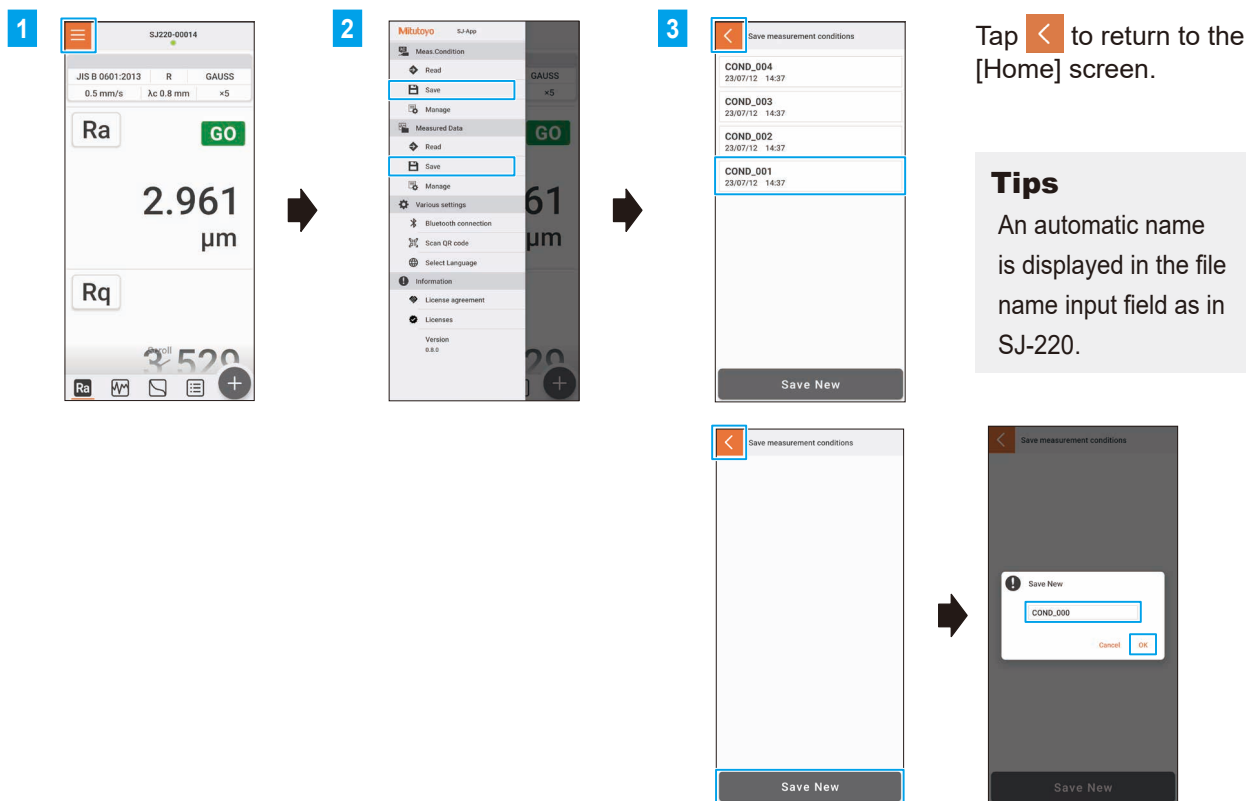 1
SJ220-00014
JIS B 0601:2013 R GAUSS
0.5 mm/s λc 0.8 mm ×5
Ra GO
2.961
µm
Rq
Scroll
3.529
Ra
2
Mitutoyo SJ-App
Meas.Condition
Read
Save
Manage
Measured Data
Read
Save
Manage
Various settings
Bluetooth connection
Scan QR code
Select Language
Information
License agreement
Licenses
Version
0.8.0
GAUSS
×5
GO
61
µm
29
3
Save measurement conditions
COND_004
23/07/12 14:37
COND_003
23/07/12 14:37
COND_002
23/07/12 14:37
COND_001
23/07/12 14:37
Save New
Tap < to return to the
[Home] screen.
Tips
An automatic name
is displayed in the file
name input field as in
SJ-220.
Save measurement conditions
Save New
Save measurement conditions
Save New
COND_000
Cancel OK
Save New